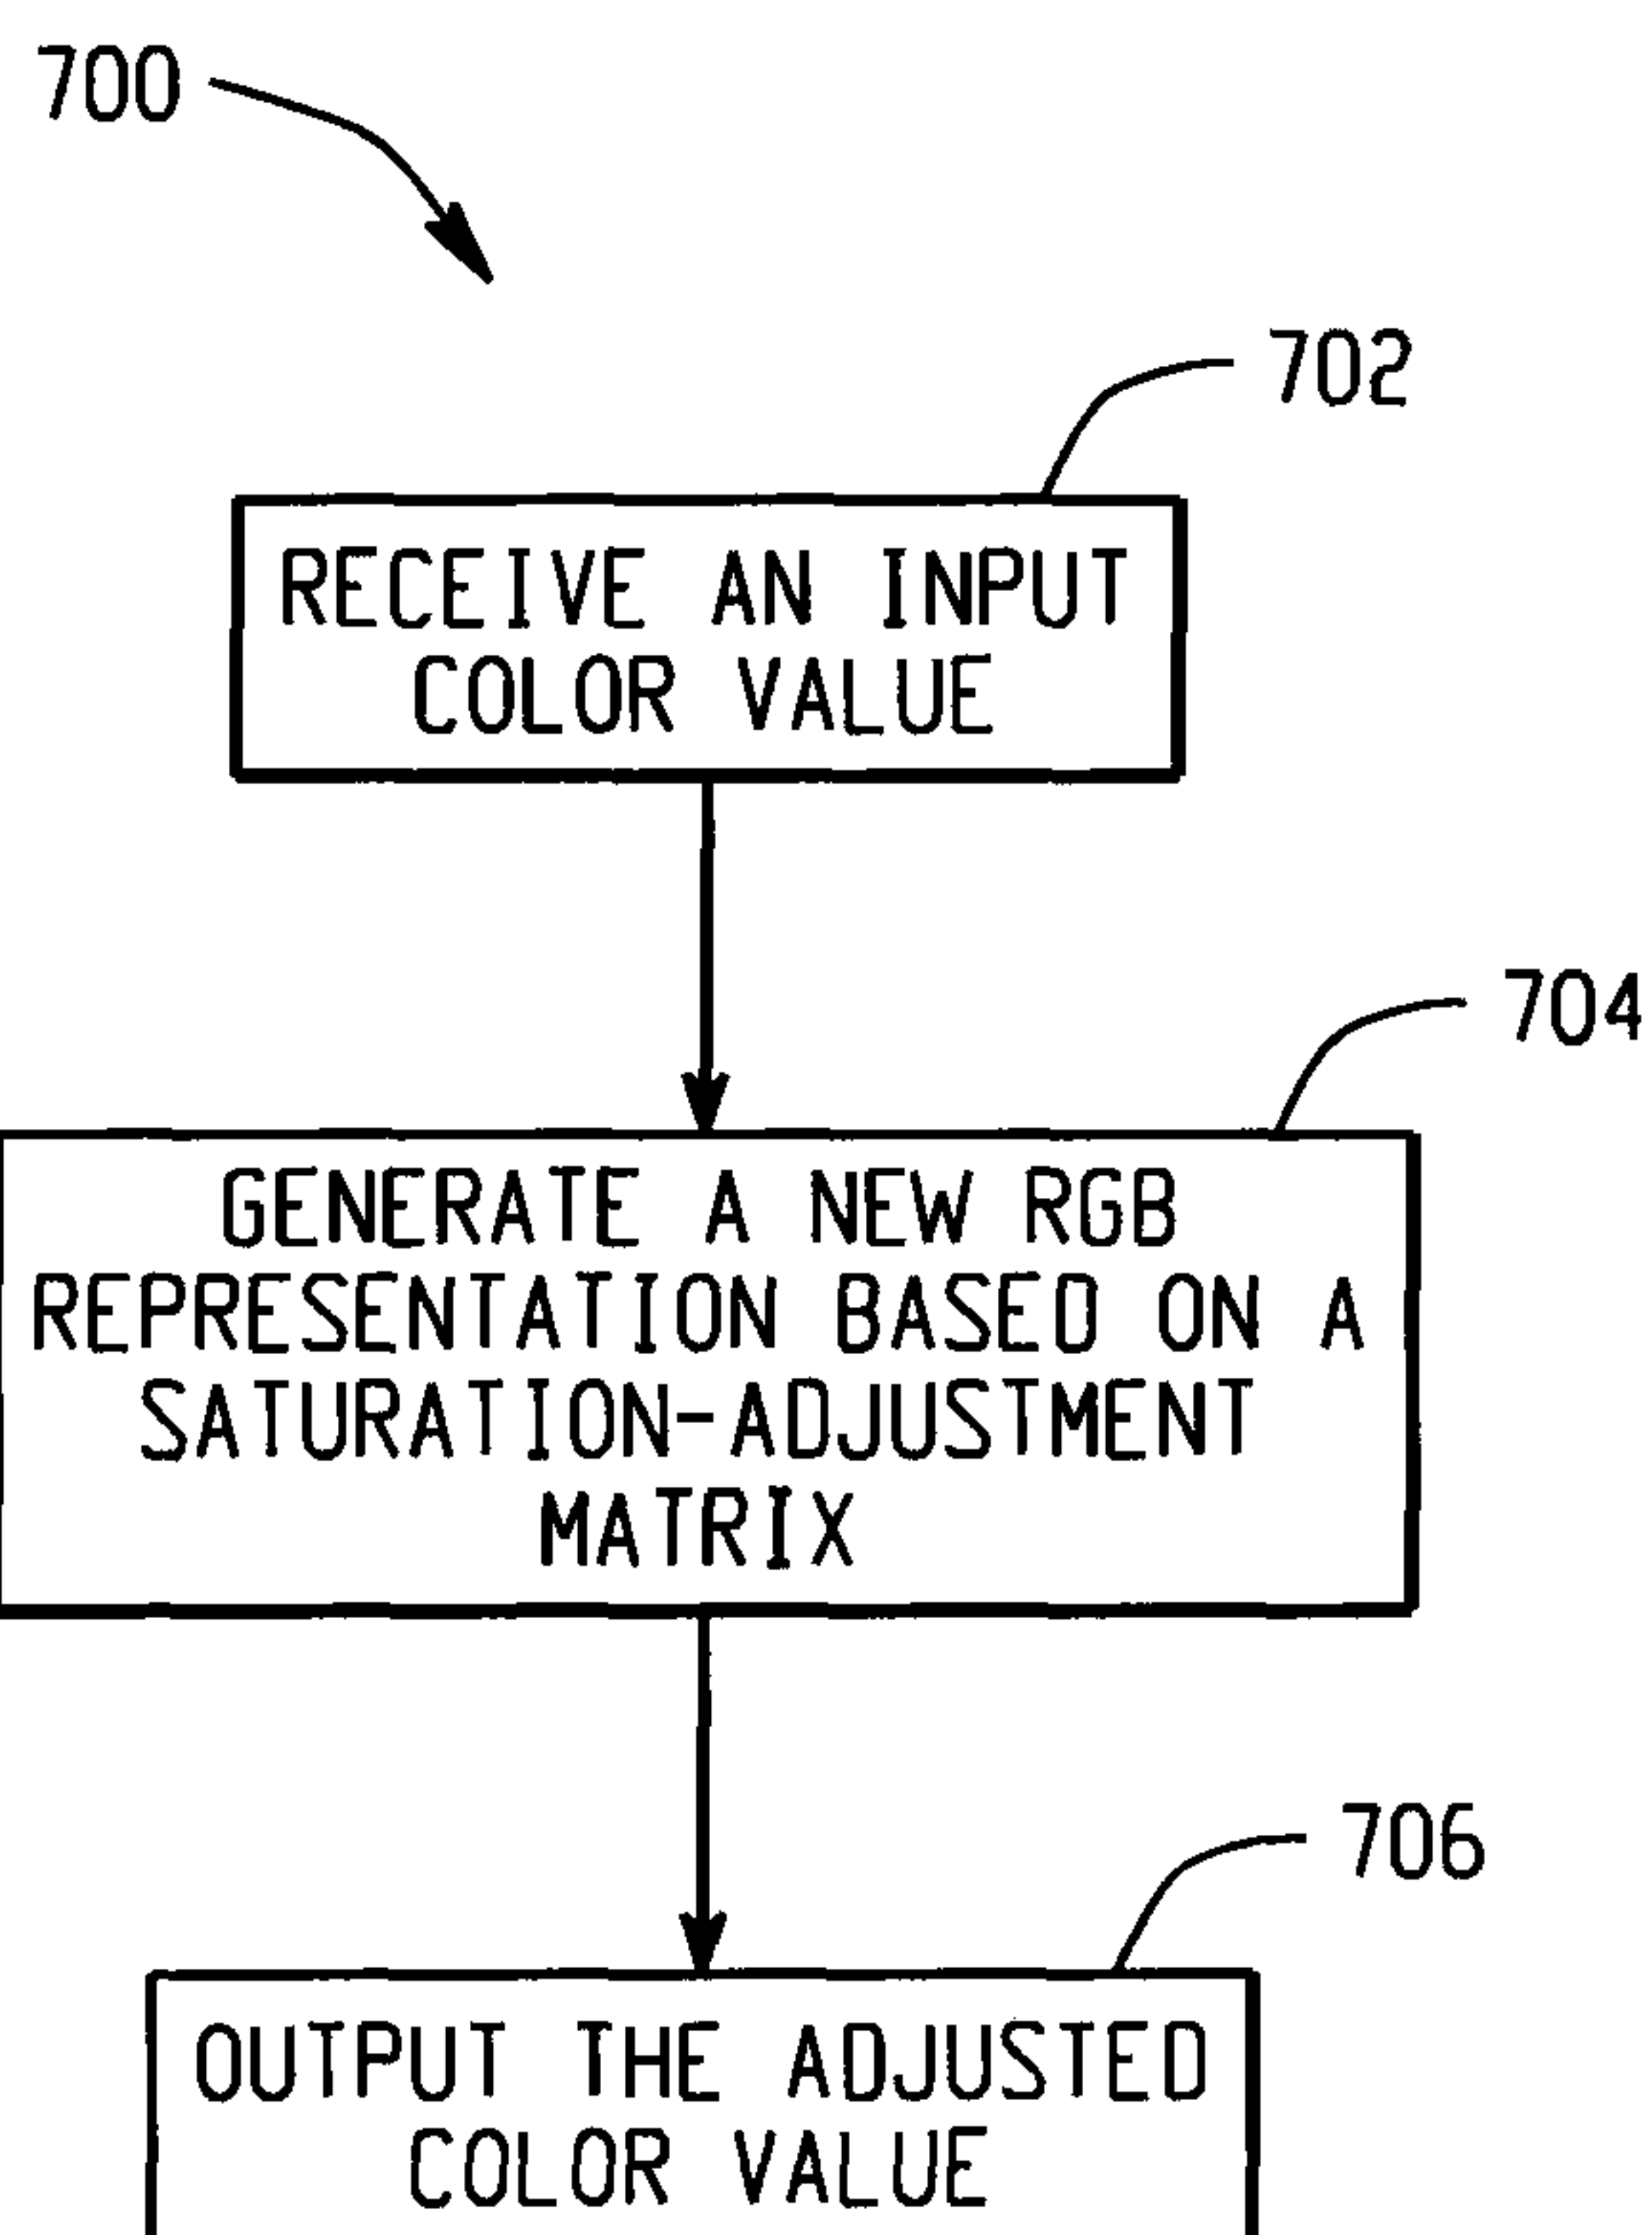 700
702
RECEIVE AN INPUT
COLOR VALUE
704
GENERATE A NEW RGB
REPRESENTATION BASED ON A
SATURATION-ADJUSTMENT
MATRIX
706
OUTPUT THE ADJUSTED
COLOR VALUE